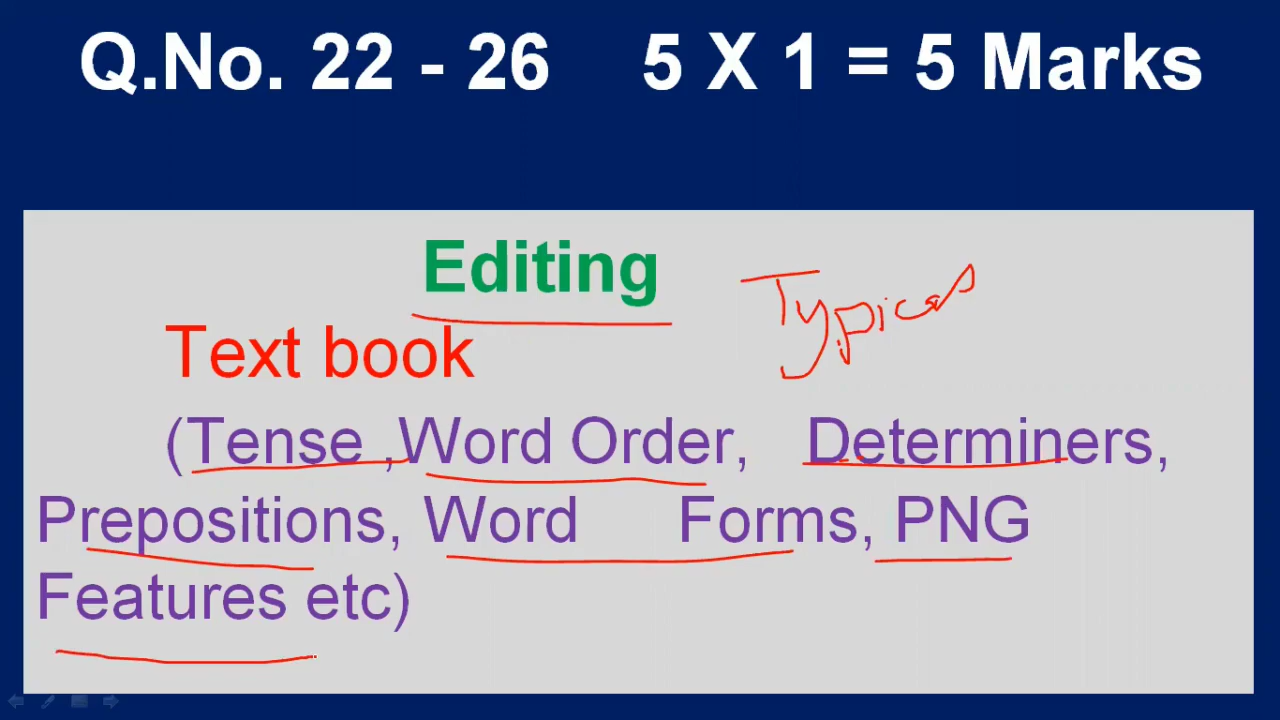 Q.No. 22 - 26 5 X 1 = 5 Marks
Editing
Typical
Text book
(Tense ,Word Order, Determiners,
Prepositions, Word Forms, PNG
Features etc)